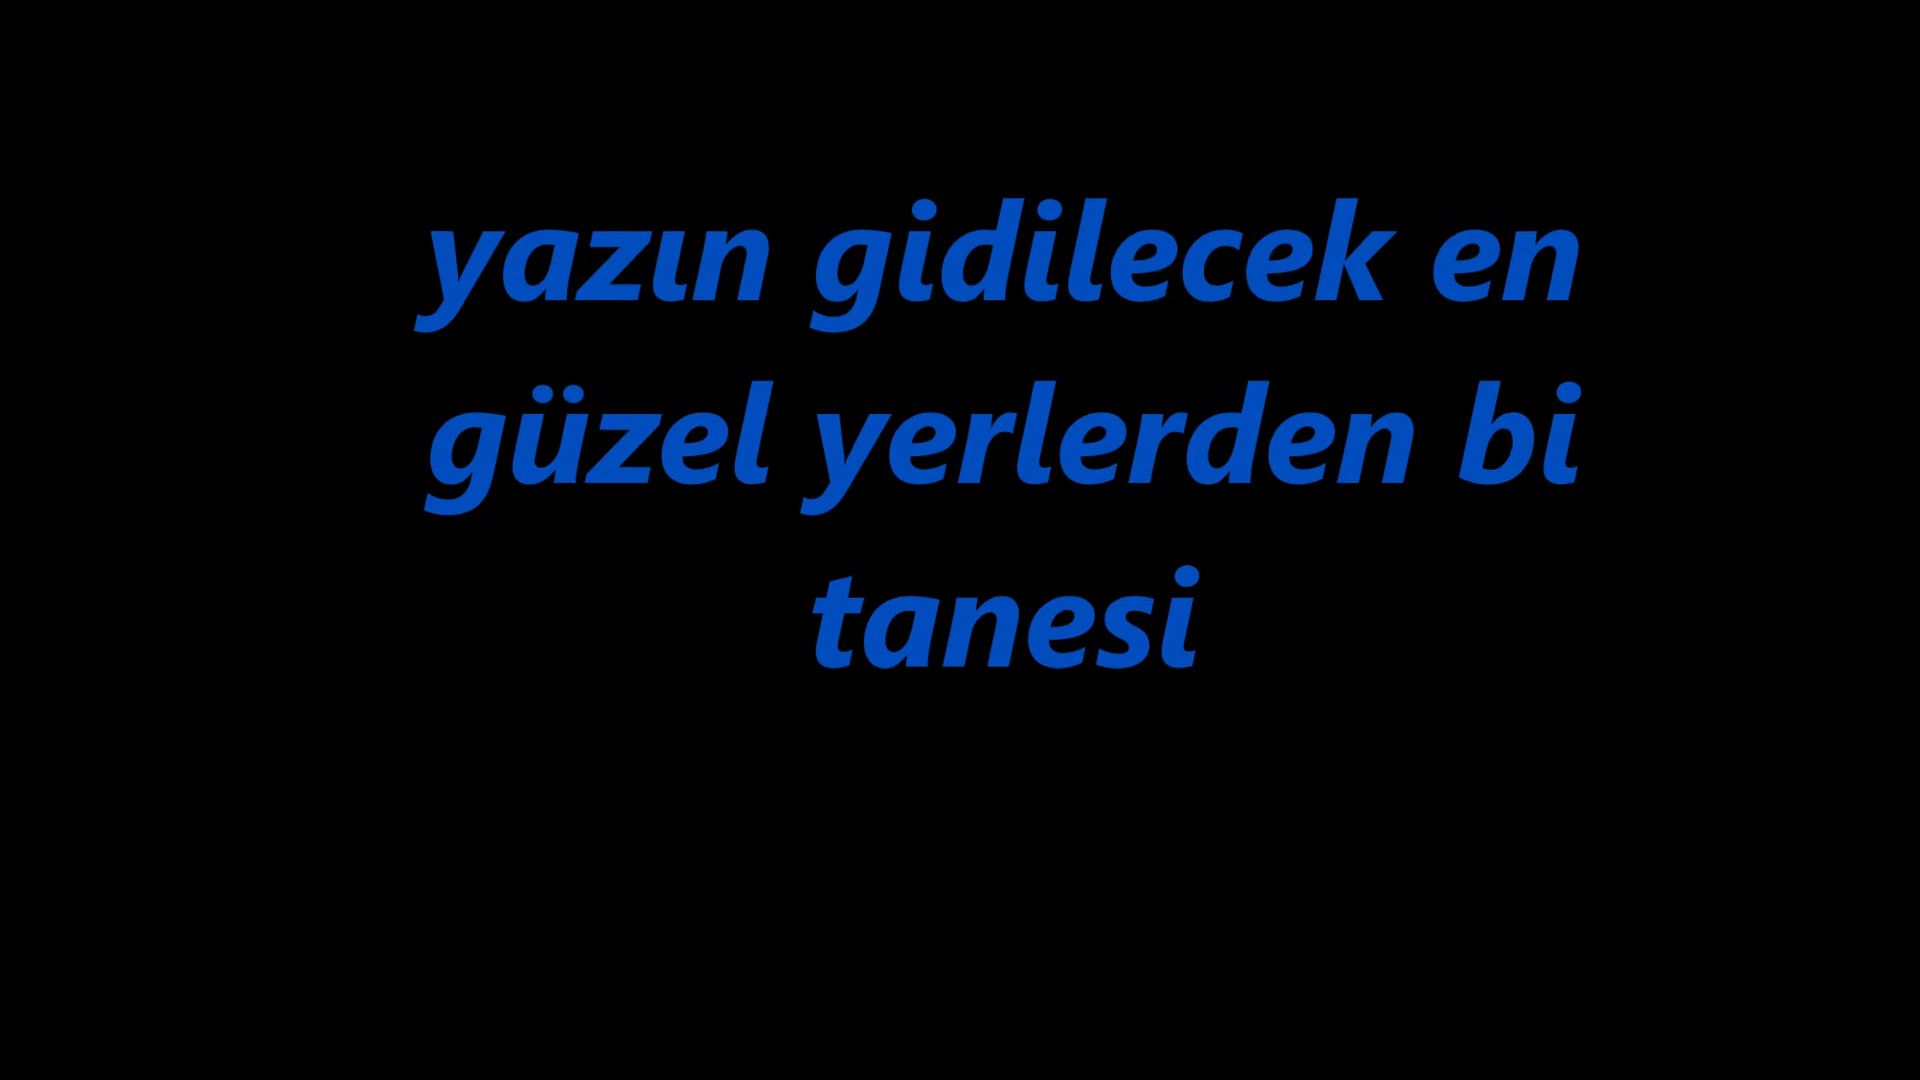 yazın gidilecek en
güzel yerlerden bi
tanesi